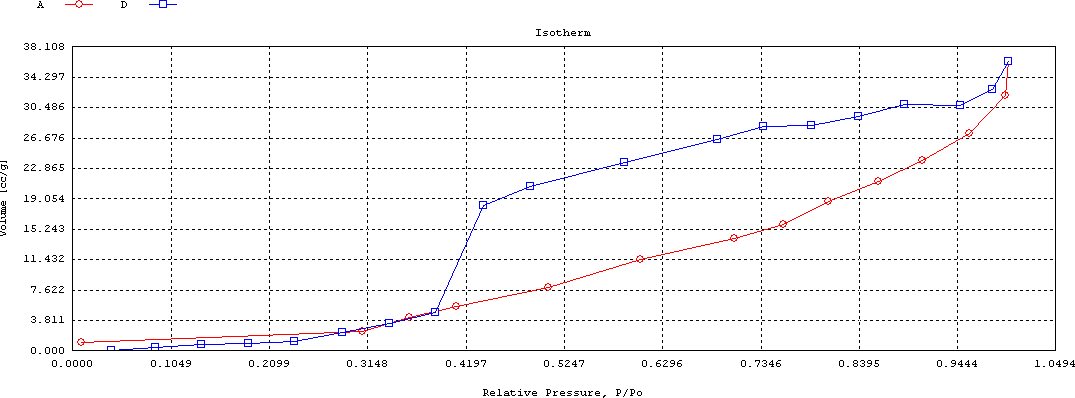 A D
Isotherm
38.108
34.297
30.486
26.676
22.865
19.054
15.243
11.432
7.622
3.811
0.000
Volume [cc/g]
0.0000 0.1049 0.2099 0.3148 0.4197 0.5247 0.6296 0.7346 0.8395 0.9444 1.0494
Relative Pressure, P/Po